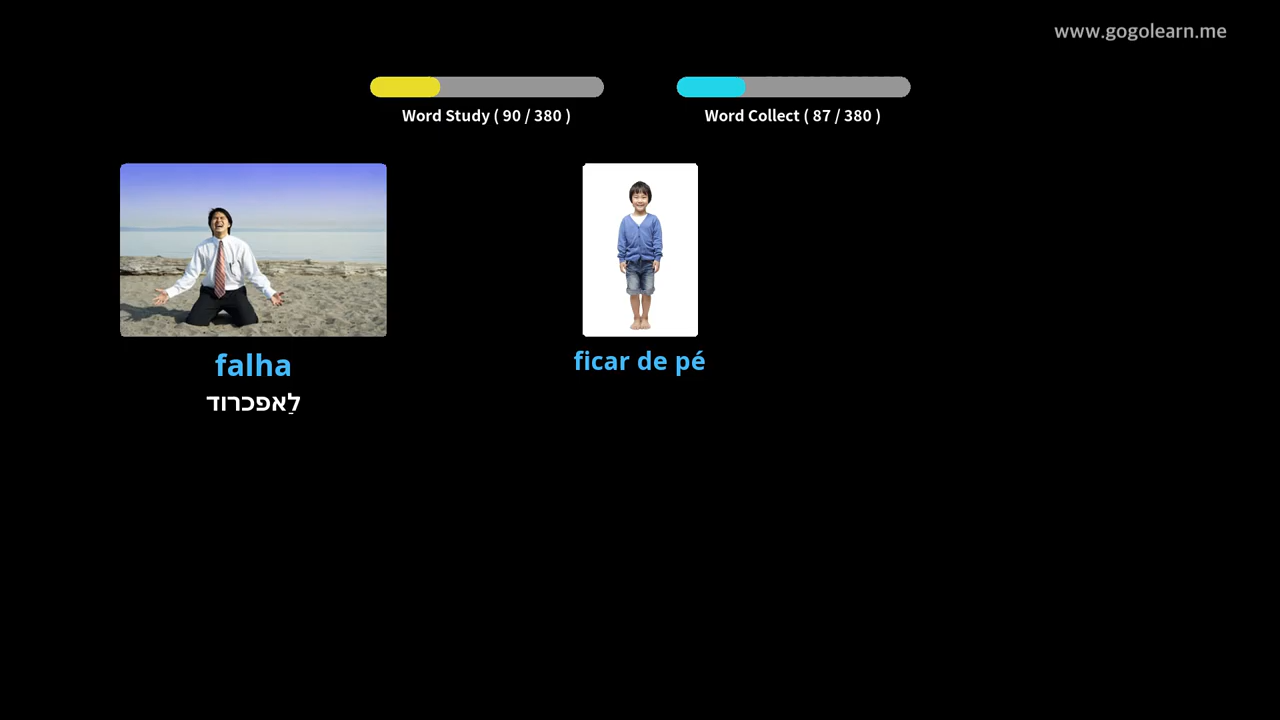 www.gogolearn.me
Word Study ( 90 / 380 )
Word Collect ( 87 / 380 )
falha
לַאפכרוד
ficar de pé